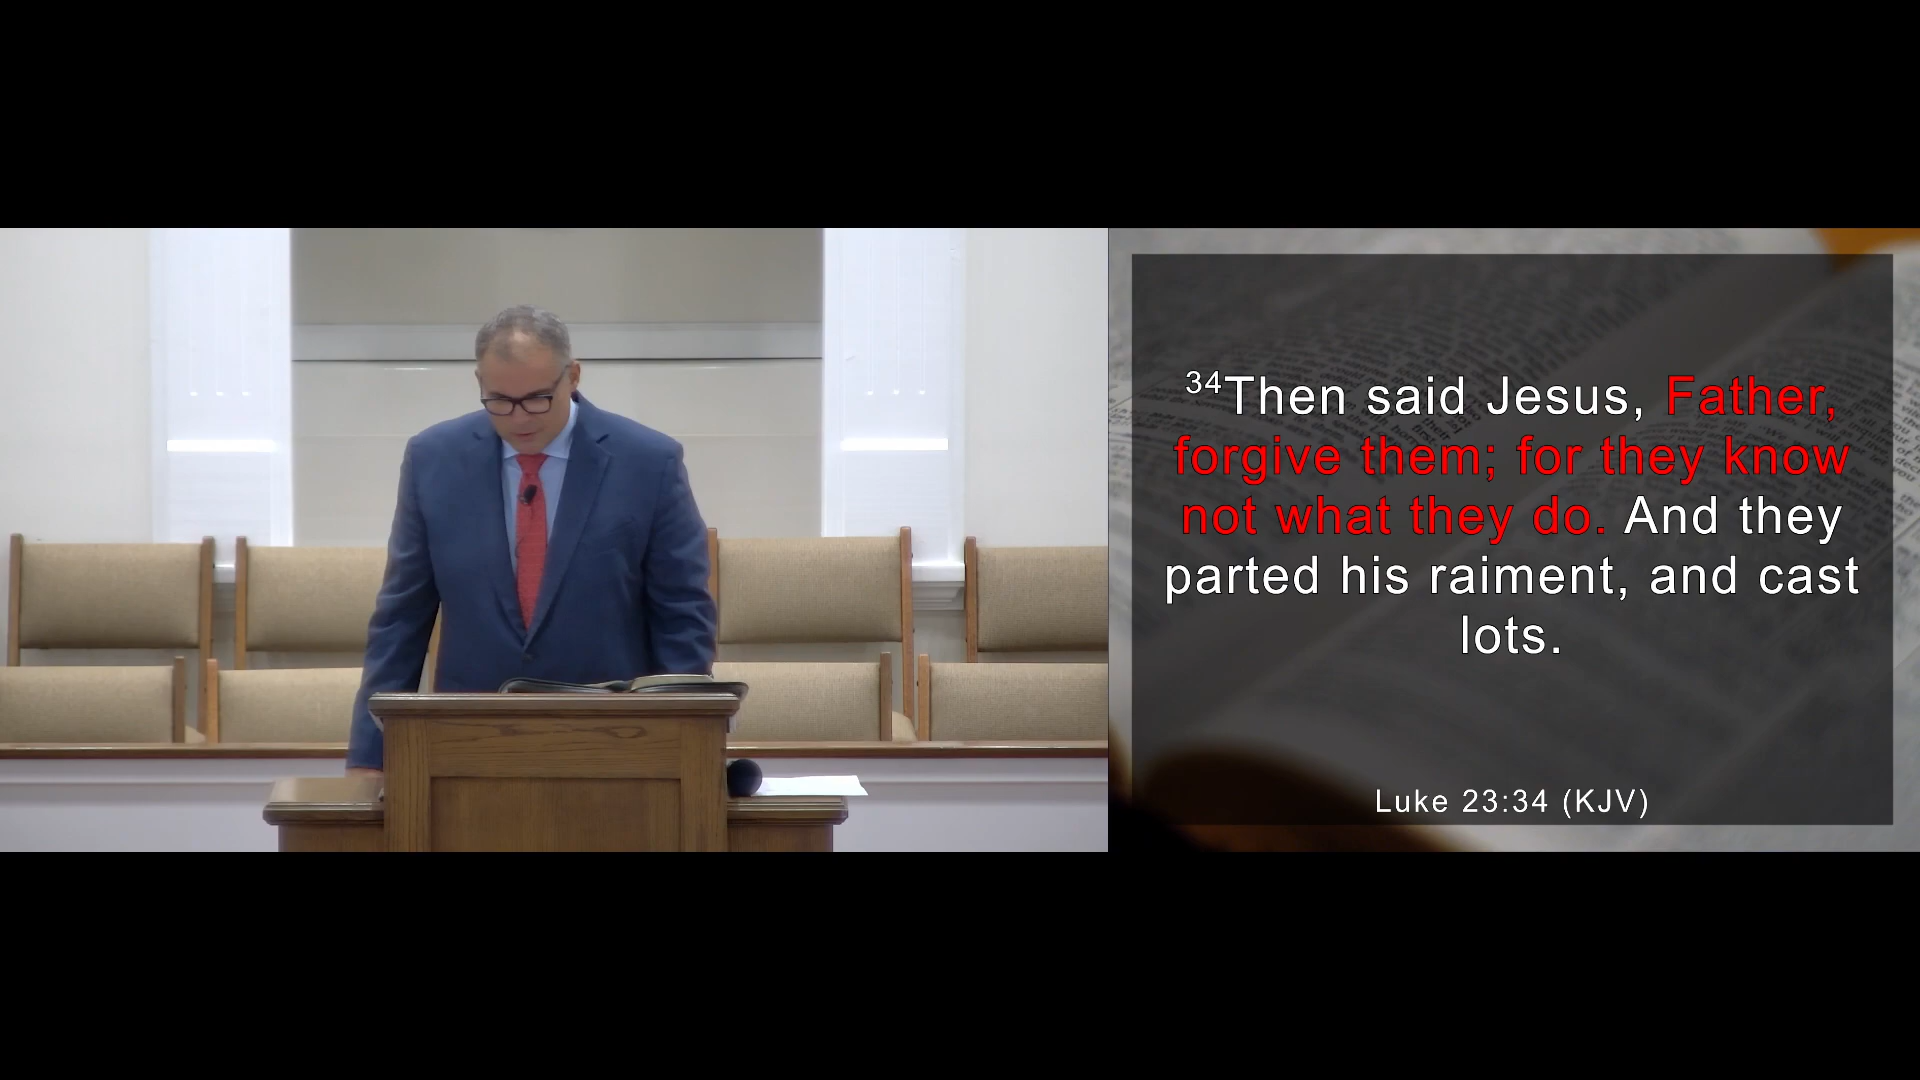 34Then said Jesus, Father,
forgive them; for they know
not what they do. And they
parted his raiment, and cast
lots.
Luke 23:34 (KJV)